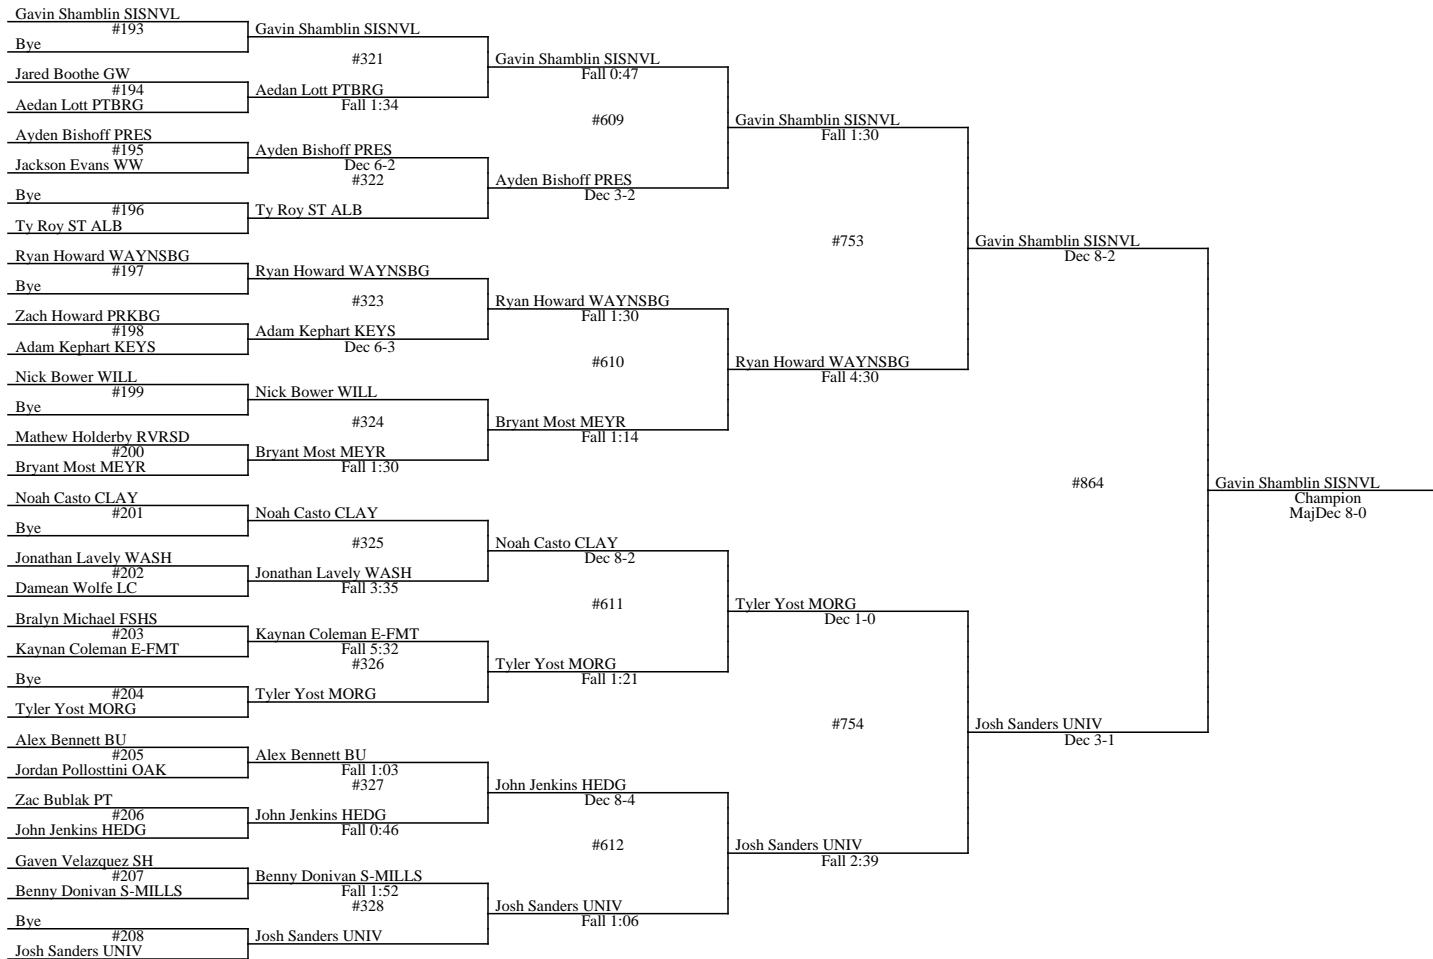 Gavin Shamblin SISNVL
#193
Bye
Jared Boothe GW
#194
Aedan Lott PTBRG
Ayden Bishoff PRES
#195
Jackson Evans WW
Bye
#196
Ty Roy ST ALB
Ryan Howard WAYNSBG
#197
Bye
Zach Howard PRKBG
#198
Adam Kephart KEYS
Nick Bower WILL
#199
Bye
Mathew Holderby RVRSD
#200
Bryant Most MEYR
Noah Casto CLAY
#201
Bye
Jonathan Lavely WASH
#202
Damean Wolfe LC
Bralyn Michael FSHS
#203
Kaynan Coleman E-FMT
Bye
#204
Tyler Yost MORG
Alex Bennett BU
#205
Jordan Pollosttini OAK
Zac Bublak PT
#206
John Jenkins HEDG
Gaven Velazquez SH
#207
Benny Donivan S-MILLS
Bye
#208
Josh Sanders UNIV
Gavin Shamblin SISNVL
#321
Aedan Lott PTBRG
Fall 1:34
Ayden Bishoff PRES
Dec 6-2
#322
Ty Roy ST ALB
Ryan Howard WAYNSBG
#323
Adam Kephart KEYS
Dec 6-3
Nick Bower WILL
#324
Bryant Most MEYR
Fall 1:30
Noah Casto CLAY
#325
Jonathan Lavely WASH
Fall 3:35
Kaynan Coleman E-FMT
Fall 5:32
#326
Tyler Yost MORG
Alex Bennett BU
Fall 1:03
#327
John Jenkins HEDG
Fall 0:46
Benny Donivan S-MILLS
Fall 1:52
#328
Josh Sanders UNIV
Gavin Shamblin SISNVL
Fall 0:47
#609
Ayden Bishoff PRES
Dec 3-2
Ryan Howard WAYNSBG
Fall 1:30
#610
Bryant Most MEYR
Fall 1:14
Noah Casto CLAY
Dec 8-2
#611
Tyler Yost MORG
Fall 1:21
John Jenkins HEDG
Dec 8-4
#612
Josh Sanders UNIV
Fall 1:06
Gavin Shamblin SISNVL
Fall 1:30
#753
Ryan Howard WAYNSBG
Fall 4:30
Tyler Yost MORG
Dec 1-0
#754
Josh Sanders UNIV
Fall 2:39
Gavin Shamblin SISNVL
Dec 8-2
#864
Josh Sanders UNIV
Dec 3-1
Gavin Shamblin SISNVL
Champion
MajDec 8-0